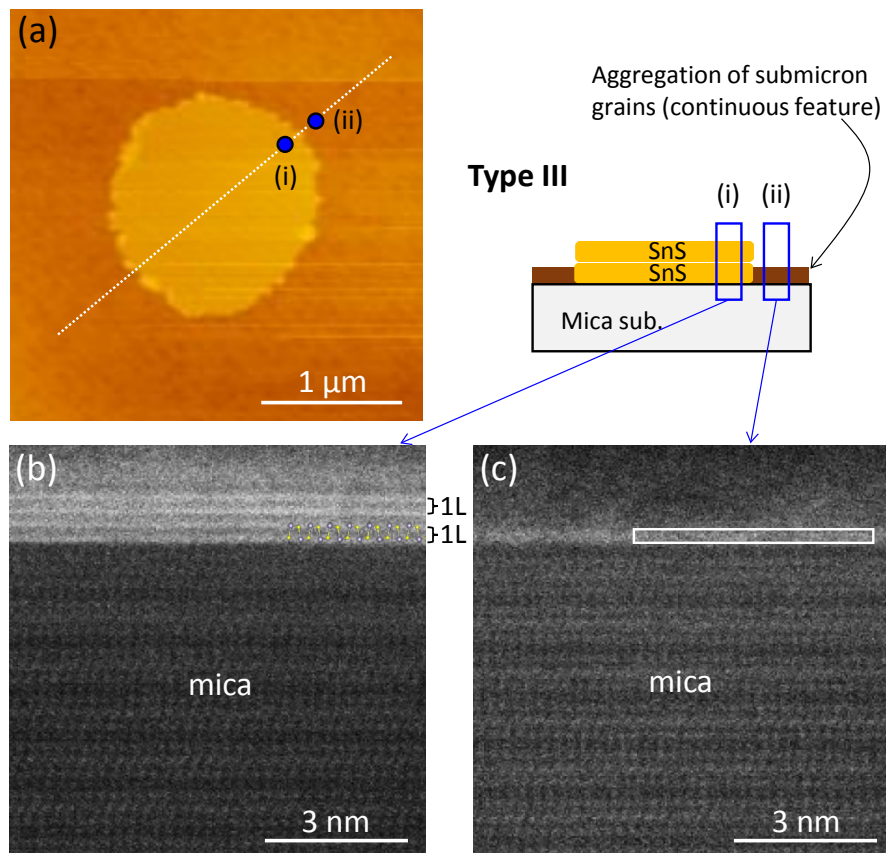 (a)
(ii)
(i)
1 μm
Aggregation of submicron
grains (continuous feature)
Type III
(i)
(ii)
SnS
SnS
Mica sub.
(b)
1L
1L
mica
3 nm
(c)
mica
3 nm